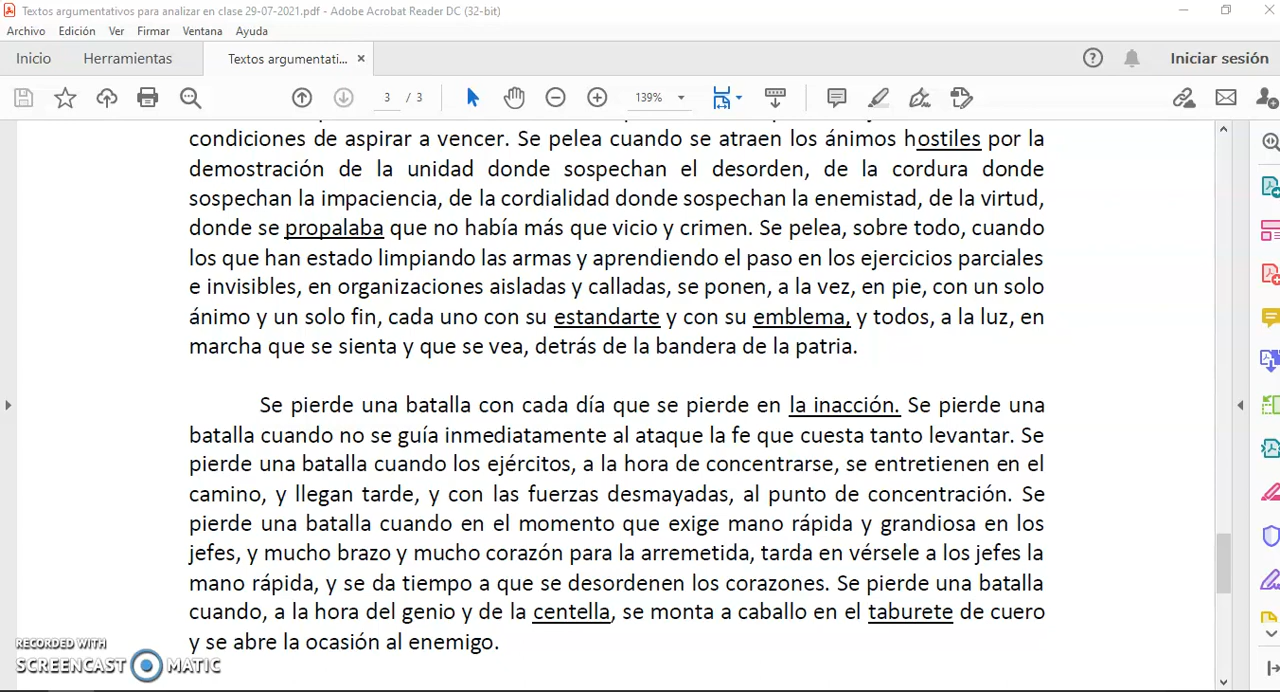 Textos argumentativos para analizar en clase 29-07-2021.pdf - Adobe Acrobat Reader DC (32-bit)
Archivo Edición Ver Firmar Ventana Ayuda
Inicio Herramientas Textos argumentati... × Iniciar sesión
3 / 3 139%
condiciones de aspirar a vencer. Se pelea cuando se atraen los ánimos hostiles por la
demostración de la unidad donde sospechan el desorden, de la cordura donde
sospechan la impaciencia, de la cordialidad donde sospechan la enemistad, de la virtud,
donde se propalaba que no había más que vicio y crimen. Se pelea, sobre todo, cuando
los que han estado limpiando las armas y aprendiendo el paso en los ejercicios parciales
e invisibles, en organizaciones aisladas y calladas, se ponen, a la vez, en pie, con un solo
ánimo y un solo fin, cada uno con su estandarte y con su emblema, y todos, a la luz, en
marcha que se sienta y que se vea, detrás de la bandera de la patria.
Se pierde una batalla con cada día que se pierde en la inacción. Se pierde una
batalla cuando no se guía inmediatamente al ataque la fe que cuesta tanto levantar. Se
pierde una batalla cuando los ejércitos, a la hora de concentrarse, se entretienen en el
camino, y llegan tarde, y con las fuerzas desmayadas, al punto de concentración. Se
pierde una batalla cuando en el momento que exige mano rápida y grandiosa en los
jefes, y mucho brazo y mucho corazón para la arremetida, tarda en vérsele a los jefes la
mano rápida, y se da tiempo a que se desordenen los corazones. Se pierde una batalla
cuando, a la hora del genio y de la centella, se monta a caballo en el taburete de cuero
y se abre la ocasión al enemigo.
RECORDED WITH
SCREENCAST MATIC